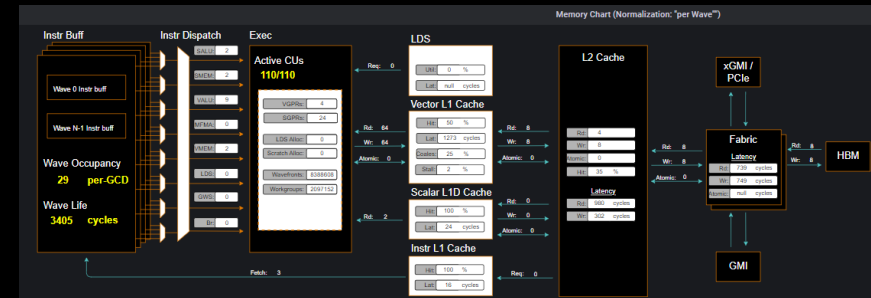 Memory Chart (Normalization: "per Wave"")
Instr Buff
Wave 0 Instr buff
Wave N-1 Instr buff
Wave Occupancy
29 per-GCD
Wave Life
3405 cycles
Instr Dispatch
SALU: 2
SMEM: 2
VALU: 9
MFMA: 0
VMEM: 2
LDS: 0
GWS: 0
Br: 0
Exec
Active CUs
110/110
VGPRs: 4
SGPRs: 24
LDS Alloc: 0
Scratch Alloc: 0
Wavefronts: 8388608
Workgroups: 2097152
Req: 0
Rd: 64
Wr: 64
Atomic: 0
Rd: 2
Fetch: 3
LDS
Util: 0 %
Lat: null cycles
Vector L1 Cache
Hit: 50 %
Lat: 1273 cycles
Coales: 25 %
Stall: 2 %
Scalar L1D Cache
Hit: 100 %
Lat: 24 cycles
Instr L1 Cache
Hit: 100 %
Lat: 16 cycles
Rd: 8
Wr: 8
Atomic: 0
Rd: 0
Wr: 0
Atomic: 0
Req: 0
L2 Cache
Rd: 4
Wr: 8
Atomic: 0
Hit: 35 %
Latency
Rd: 980 cycles
Wr: 302 cycles
Rd: 8
Wr: 8
Atomic: 0
xGMI /
PCIe
Fabric
Latency
Rd: 739 cycles
Wr: 749 cycles
Atomic: null cycles
GMI
Rd: 8
Wr: 8
HBM